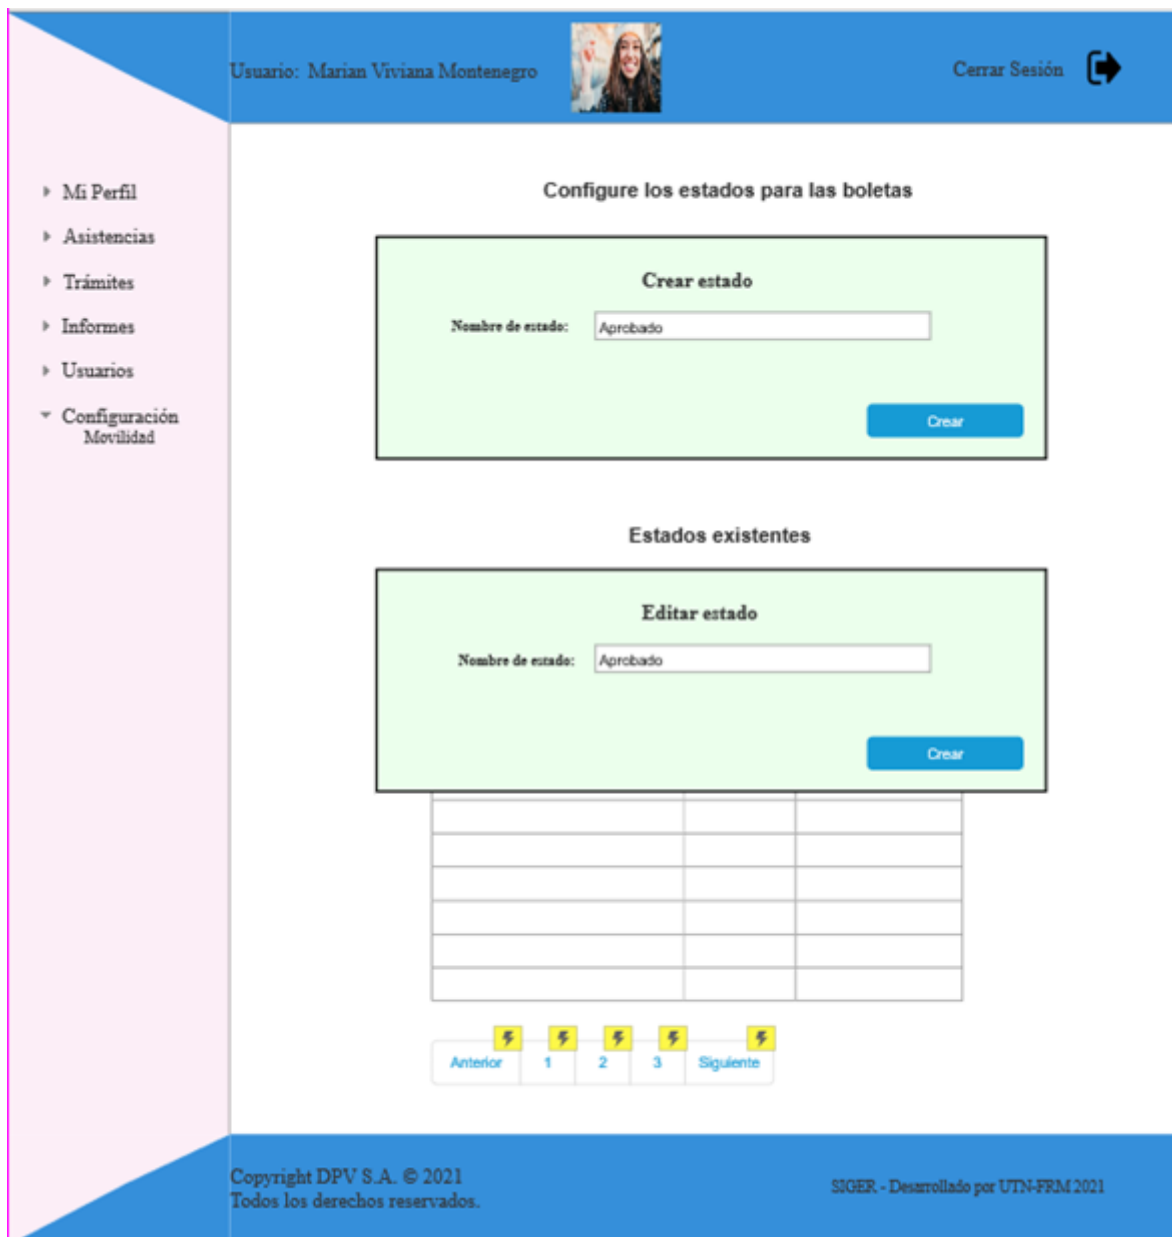 Usuario: Marian Viviana Montenegro
Cerrar Sesión
Mi Perfil
Asistencias
Trámites
Informes
Usuarios
Configuración
Movilidad
Configure los estados para las boletas
Crear estado
Nombre de estado: Aprobado
Crear
Estados existentes
Editar estado
Nombre de estado: Aprobado
Crear
Anterior 1 2 3 Siguiente
Copyright DPV S.A. © 2021
Todos los derechos reservados.
SIGER - Desarrollado por UTN-FRM 2021